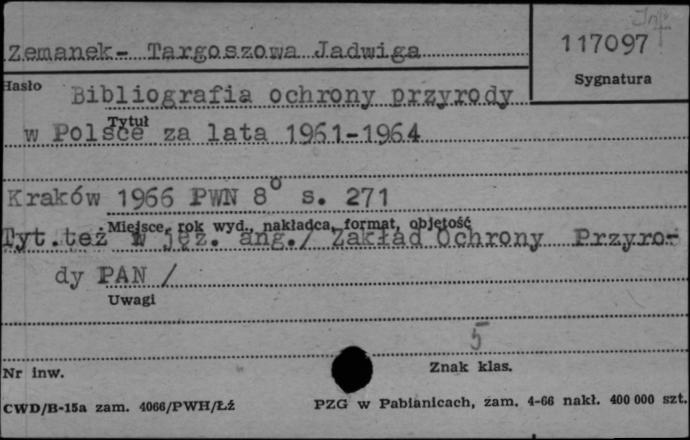 Inf
Zemanek- Targoszowa Jadwiga
117097
Sygnatura
Hasło
Bibliografia ochrony przyrody
Tytuł
w Polsce za lata 1961-1964
Kraków 1966 PWN 8° s. 271
Miejsce, rok wyd., nakładca, format, objętość
Tyt.też w jęz. ang./ Zakład Ochrony Przyro-
dy PAN /
Uwagi
5
Nr inw.
Znak klas.
CWD/B-15a zam. 4066/PWH/Łź
PZG w Pabianicach, zam. 4-66 nakł. 400 000 szt.